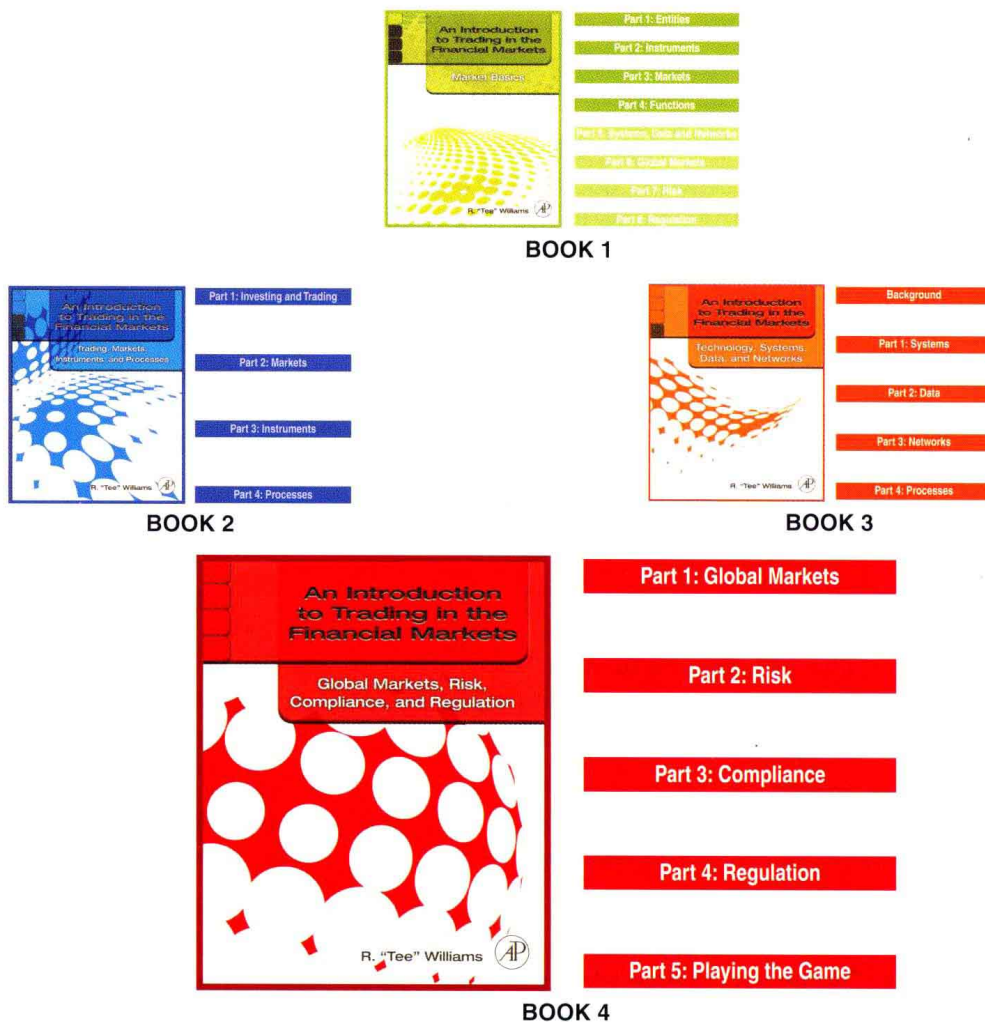 An Introduction
to Trading in the
Financial Markets
Market Basics
R. "Tee" Williams
AP
Part 1: Entities
Part 2: Instruments
Part 3: Markets
Part 4: Functions
Part 5: Systems, Data and Networks
Part 6: Global Markets
Part 7: Risk
Part 8: Regulation
BOOK 1
An Introduction
to Trading in the
Financial Markets
Trading, Markets,
Instruments, and Processes
R. "Tee" Williams
AP
Part 1: Investing and Trading
Part 2: Markets
Part 3: Instruments
Part 4: Processes
BOOK 2
An Introduction
to Trading in the
Financial Markets
Technology, Systems,
Data, and Networks
R. "Tee" Williams
AP
Background
Part 1: Systems
Part 2: Data
Part 3: Networks
Part 4: Processes
BOOK 3
An Introduction
to Trading in the
Financial Markets
Global Markets, Risk,
Compliance, and Regulation
R. "Tee" Williams
AP
Part 1: Global Markets
Part 2: Risk
Part 3: Compliance
Part 4: Regulation
Part 5: Playing the Game
BOOK 4